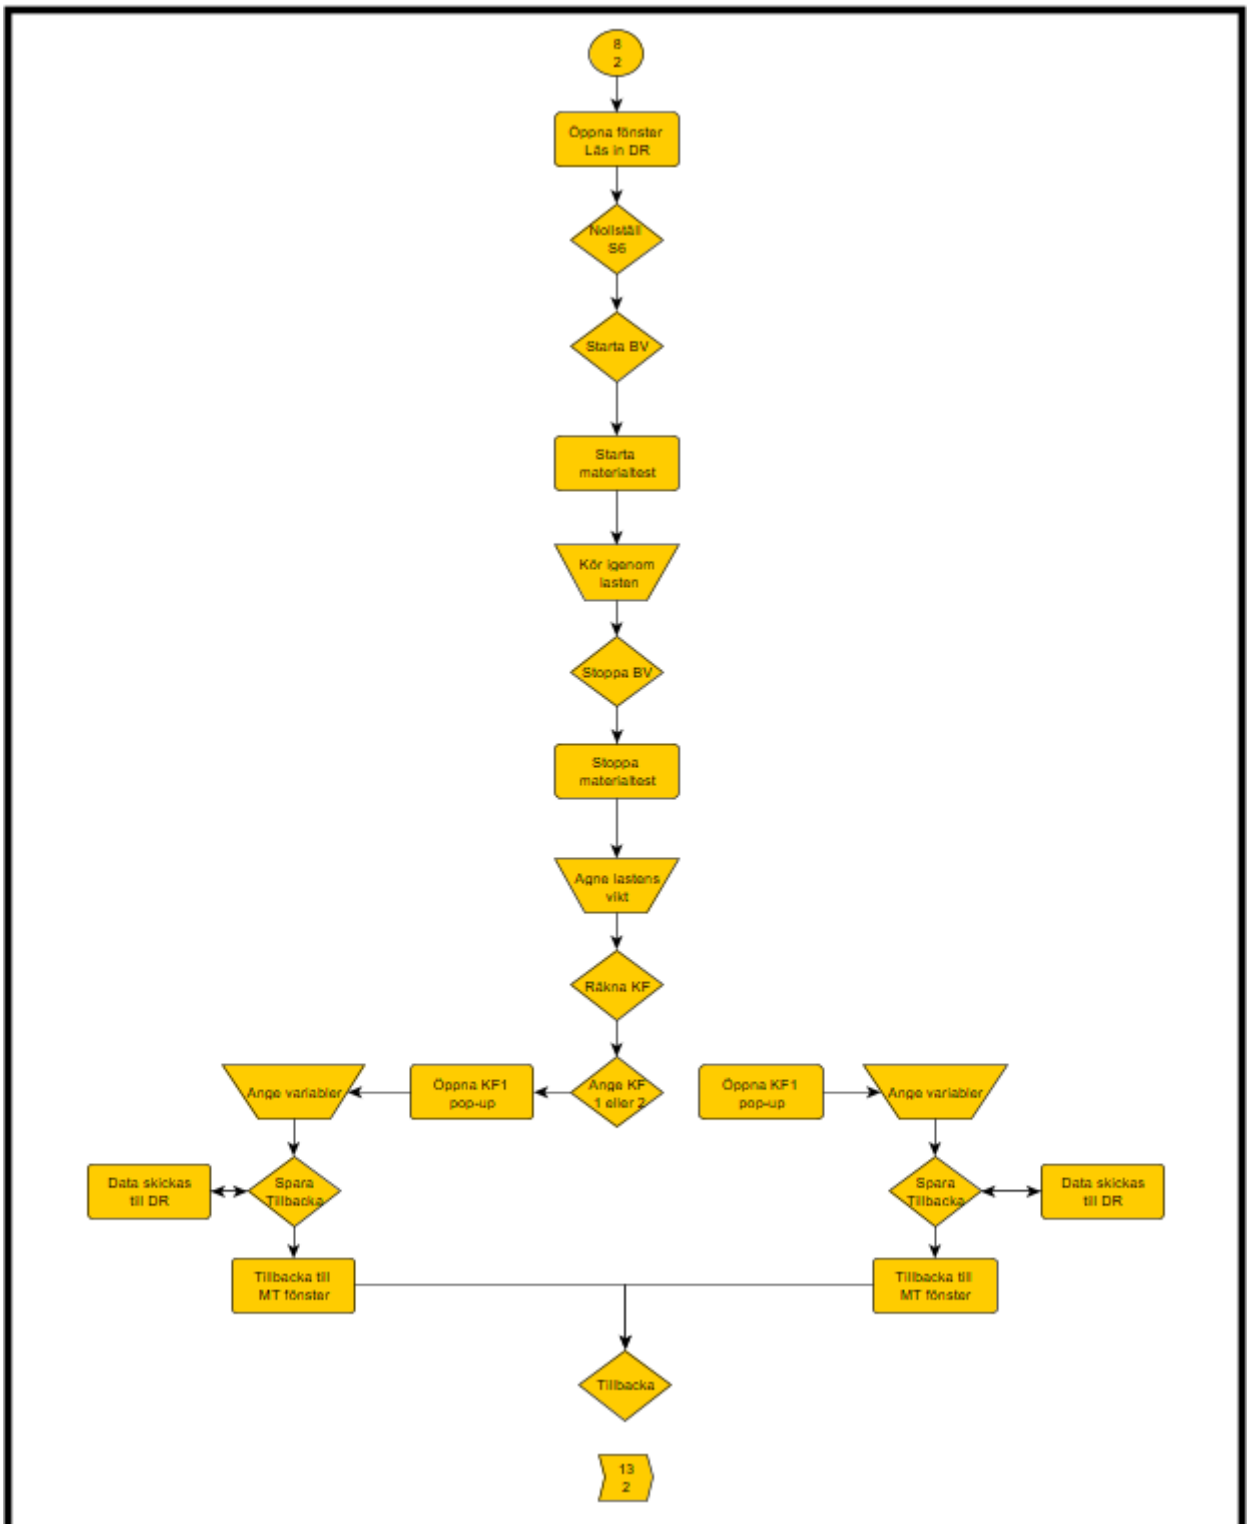 8
2
Öppna fönster
Läs in DR
Nollställ
S6
Starta BV
Starta
materialtest
Kör igenom
lasten
Stoppa BV
Stoppa
materialtest
Agne lastens
vikt
Räkna KF
Ange variabler
Öppna KF1
pop-up
Ange KF
1 eller 2
Öppna KF1
pop-up
Ange variabler
Data skickas
till DR
Spara
Tillbacka
Spara
Tillbacka
Data skickas
till DR
Tillbacka till
MT fönster
Tillbacka till
MT fönster
Tillbacka
13
2